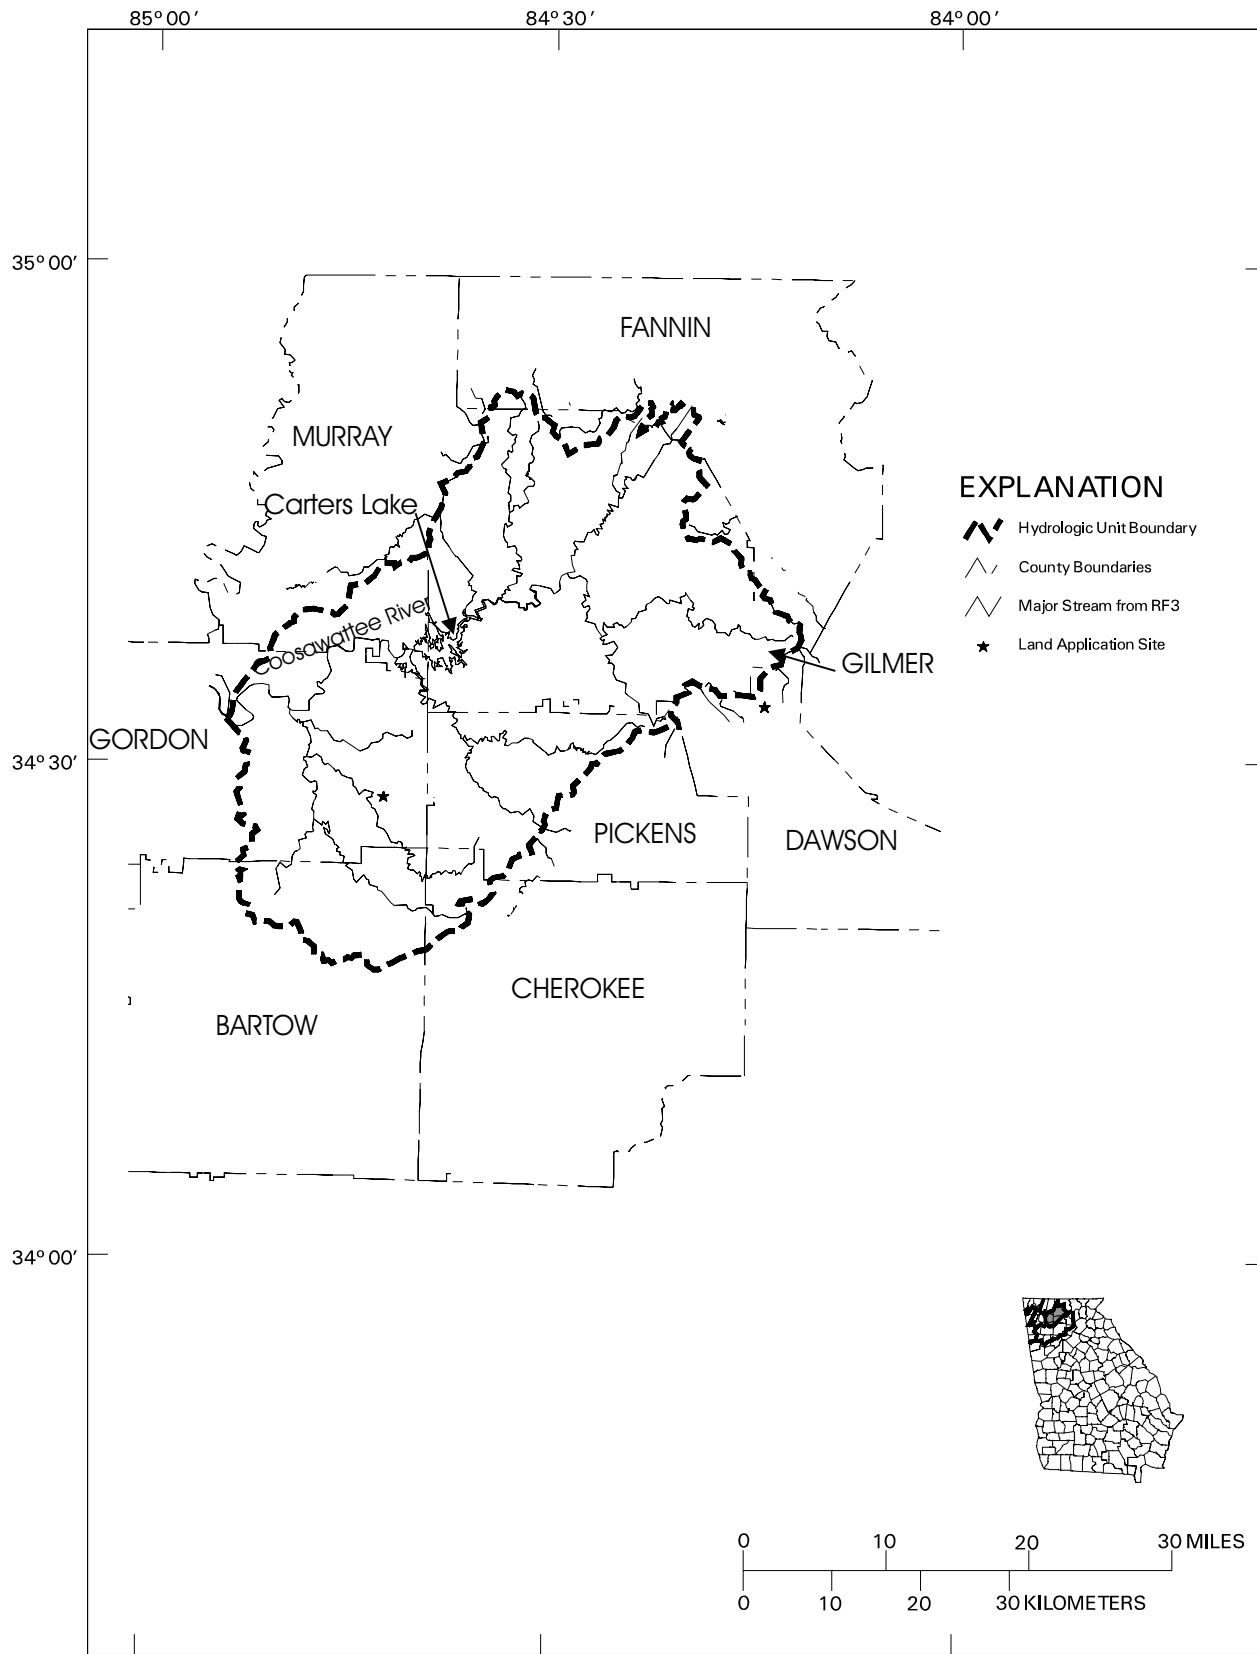 85° 00′ 84° 30′ 84° 00′
35° 00′
FANNIN
MURRAY
EXPLANATION
Carters Lake
Hydrologic Unit Boundary
County Boundaries
Major Stream from RF3
Coosawattee River
Land Application Site
GILMER
GORDON
34° 30′
PICKENS
DAWSON
CHEROKEE
BARTOW
34° 00′
0 10 20 30 MILES
0 10 20 30 KILOMETERS